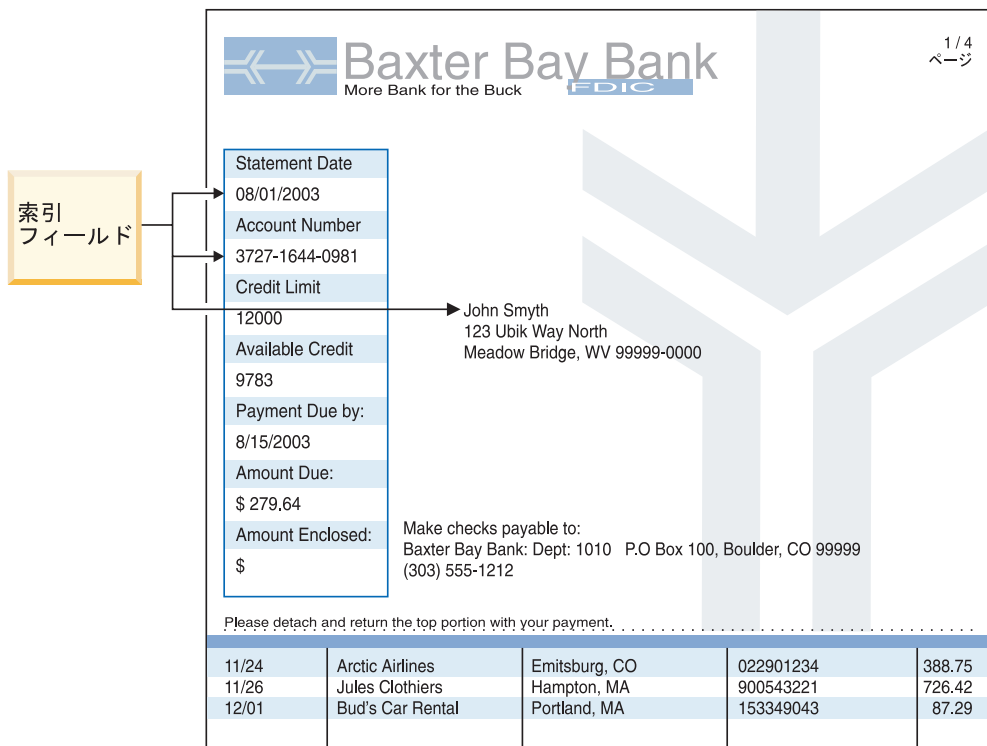 Baxter Bay Bank
More Bank for the Buck
FDIC
1 / 4
ページ
索引
フィールド
Statement Date
08/01/2003
Account Number
3727-1644-0981
Credit Limit
12000
Available Credit
9783
Payment Due by:
8/15/2003
Amount Due:
$ 279.64
Amount Enclosed:
$
John Smyth
123 Ubik Way North
Meadow Bridge, WV 99999-0000
Make checks payable to:
Baxter Bay Bank: Dept: 1010 P.O Box 100, Boulder, CO 99999
(303) 555-1212
Please detach and return the top portion with your payment.
11/24 Arctic Airlines Emitsburg, CO 022901234 388.75
11/26 Jules Clothiers Hampton, MA 900543221 726.42
12/01 Bud's Car Rental Portland, MA 153349043 87.29